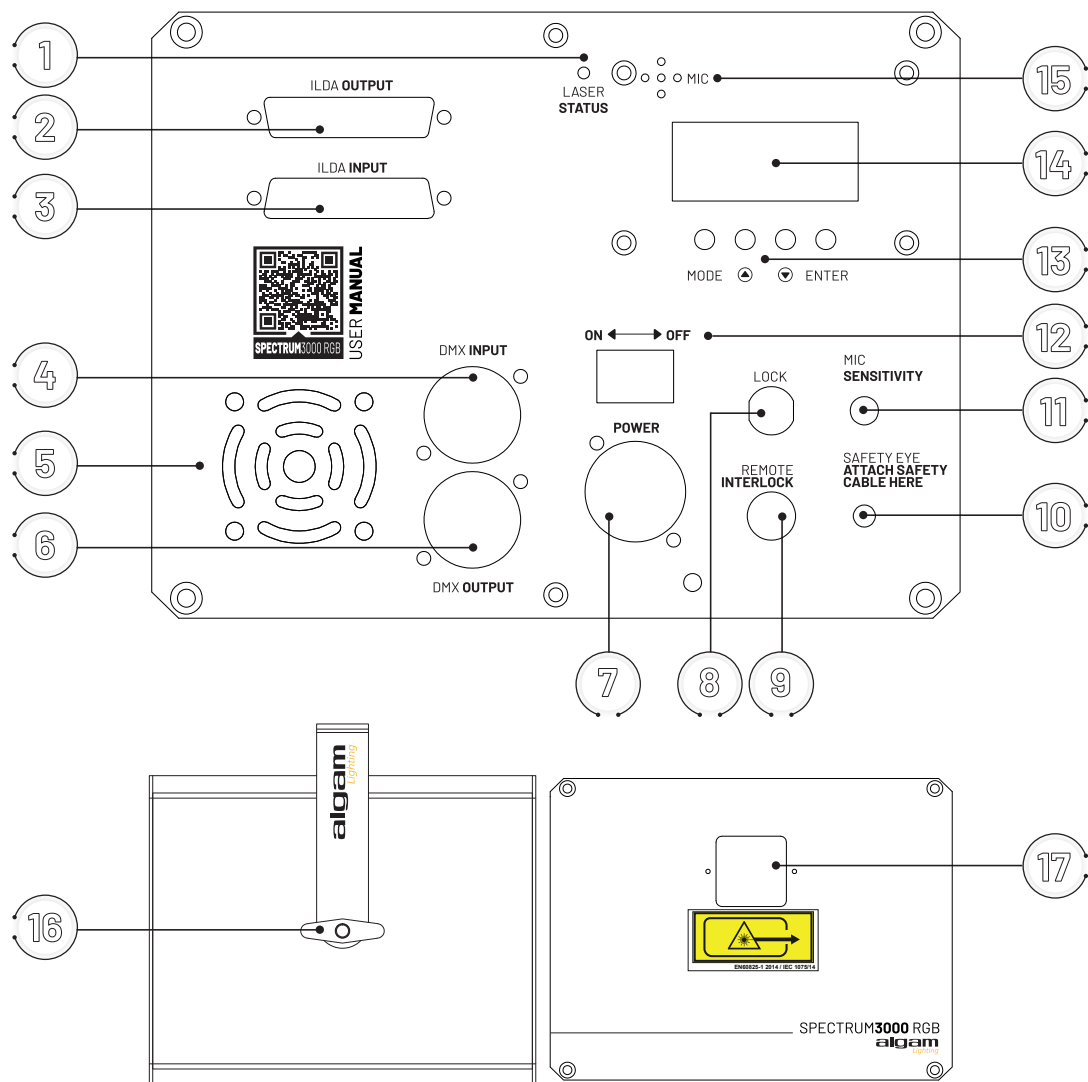 1
LASER
STATUS
MIC
15
2
ILDA OUTPUT
14
3
ILDA INPUT
USER MANUAL
SPECTRUM3000 RGB
MODE
ENTER
13
ON
OFF
12
4
DMX INPUT
LOCK
MIC
SENSITIVITY
11
5
POWER
REMOTE
INTERLOCK
SAFETY EYE
ATTACH SAFETY
CABLE HERE
10
6
DMX OUTPUT
7
8
9
algam
Lighting
16
17
EN60825-1 2014 / IEC 1075/14
SPECTRUM3000 RGB
algam
Lighting